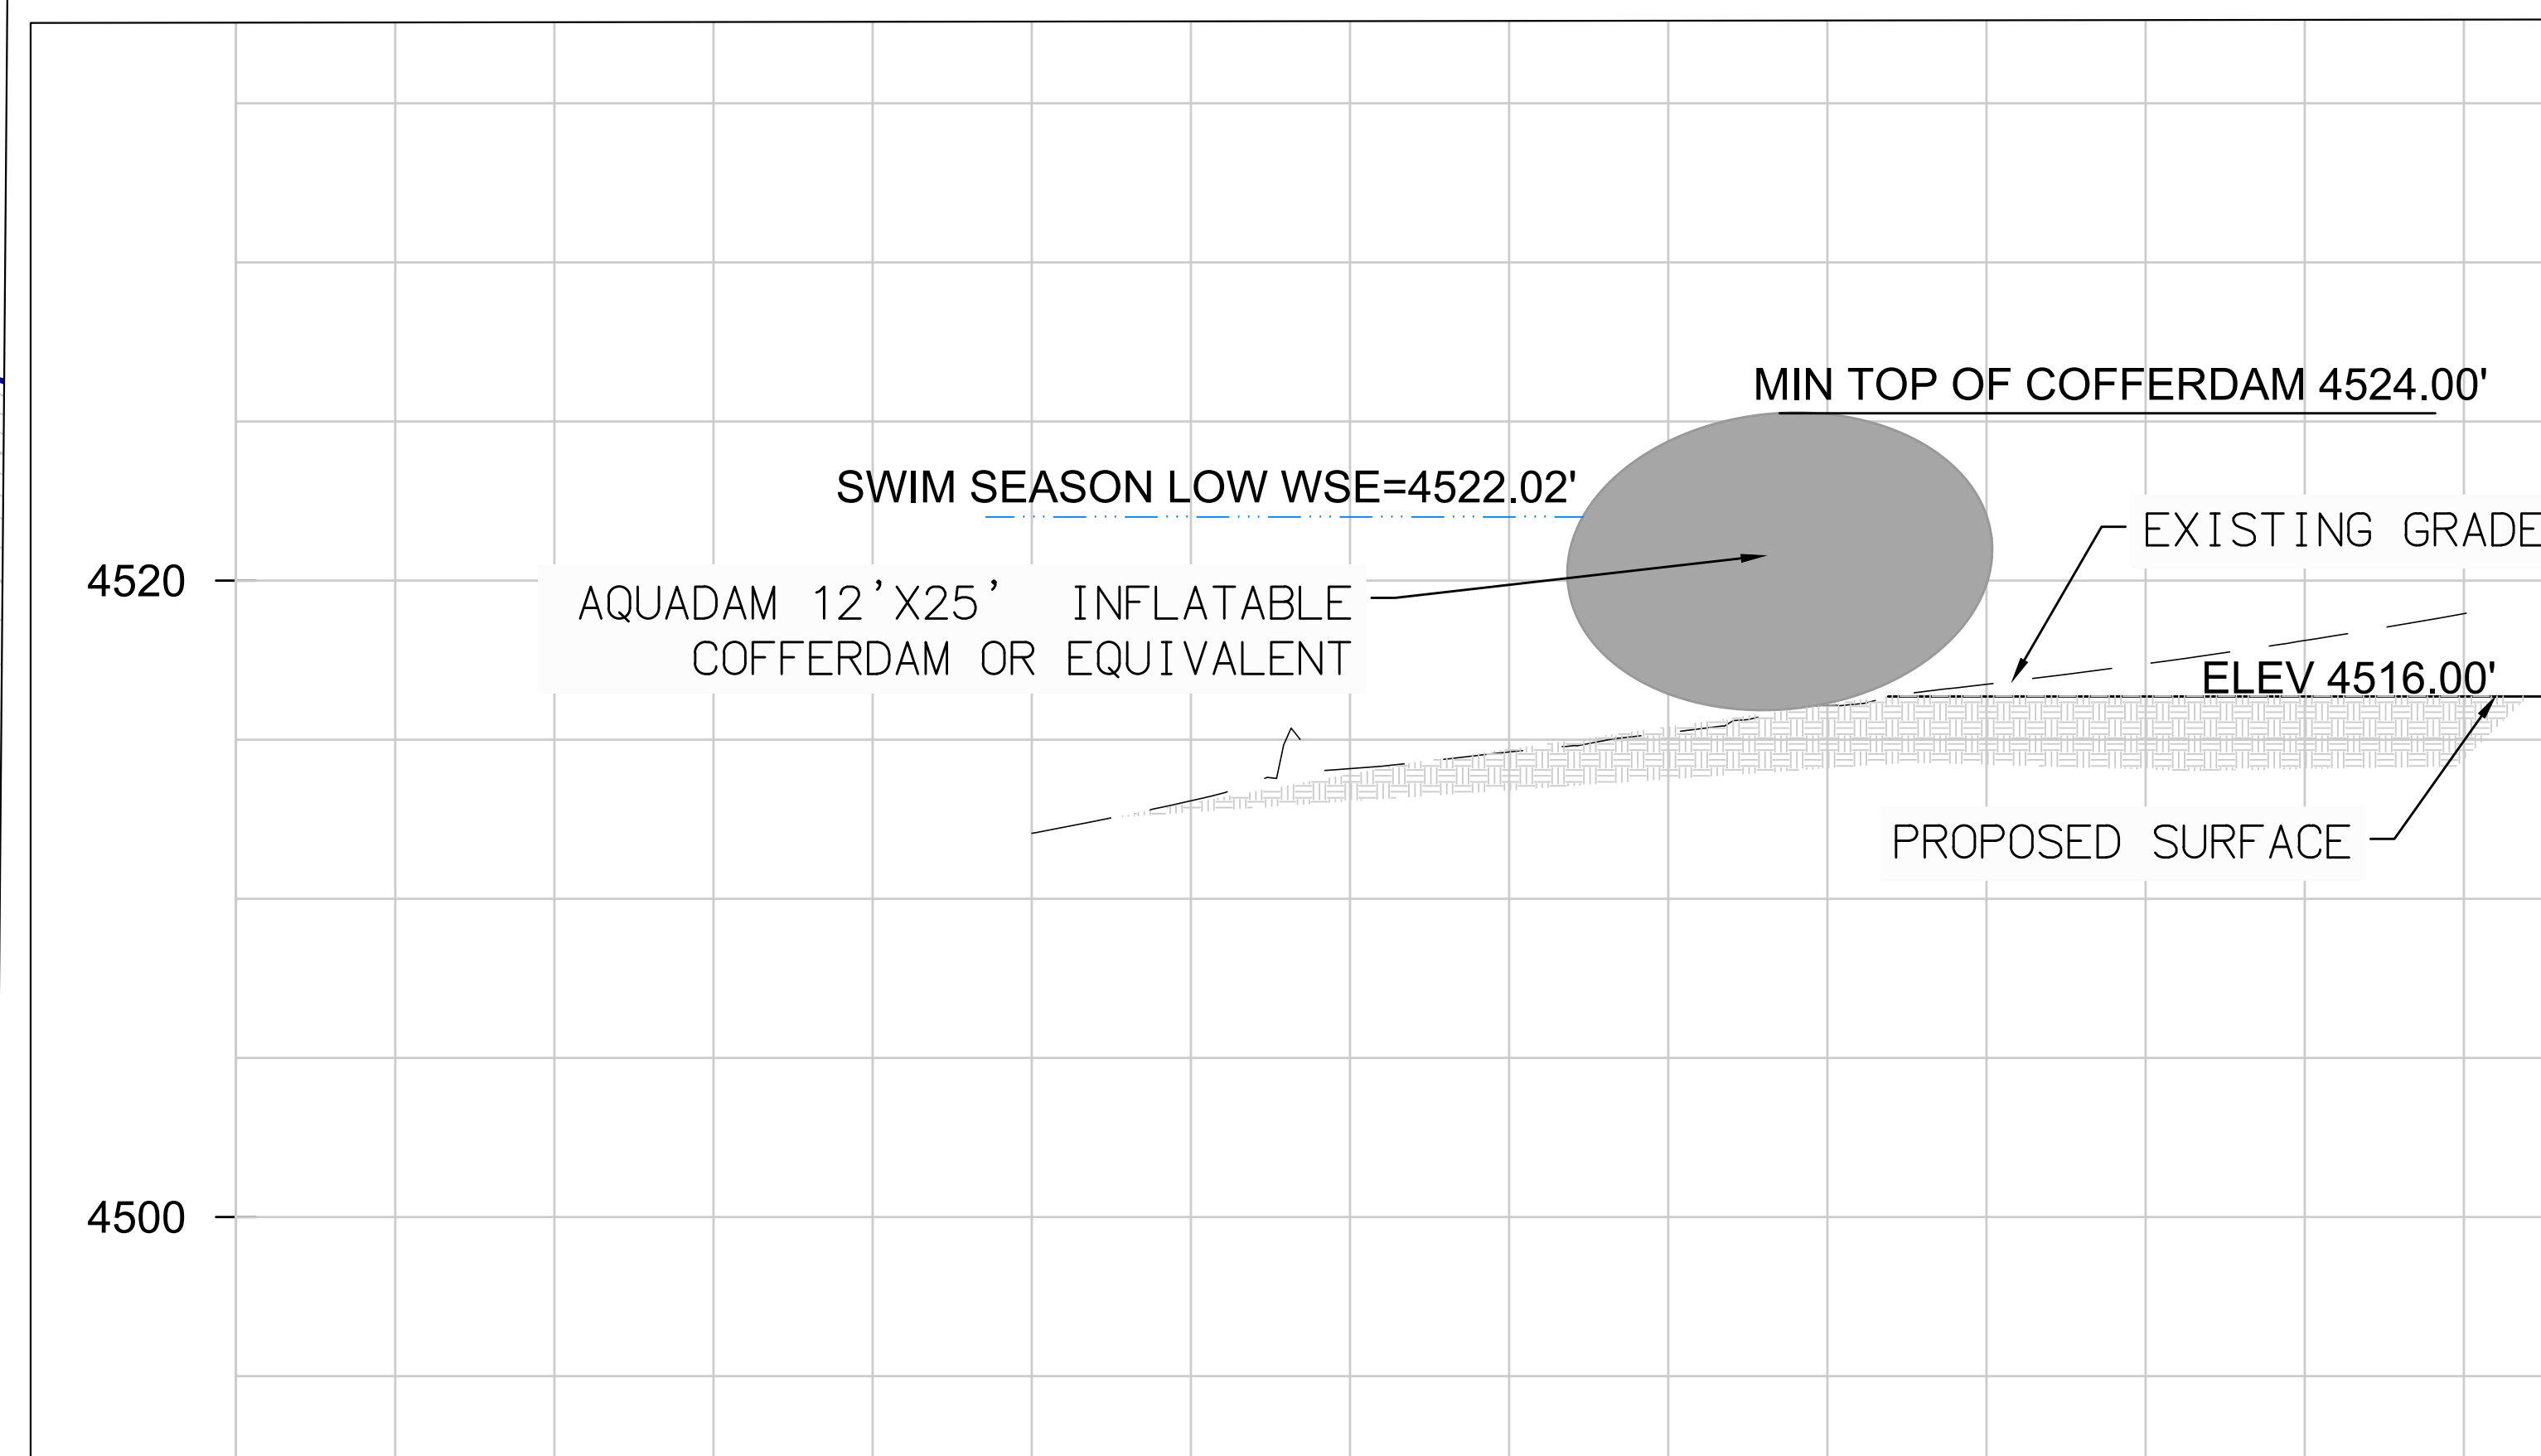 MIN TOP OF COFFERDAM 4524.00'
SWIM SEASON LOW WSE=4522.02'
EXISTING GRADE
4520
AQUADAM 12'X25' INFLATABLE
COFFERDAM OR EQUIVALENT
ELEV 4516.00'
PROPOSED SURFACE
4500